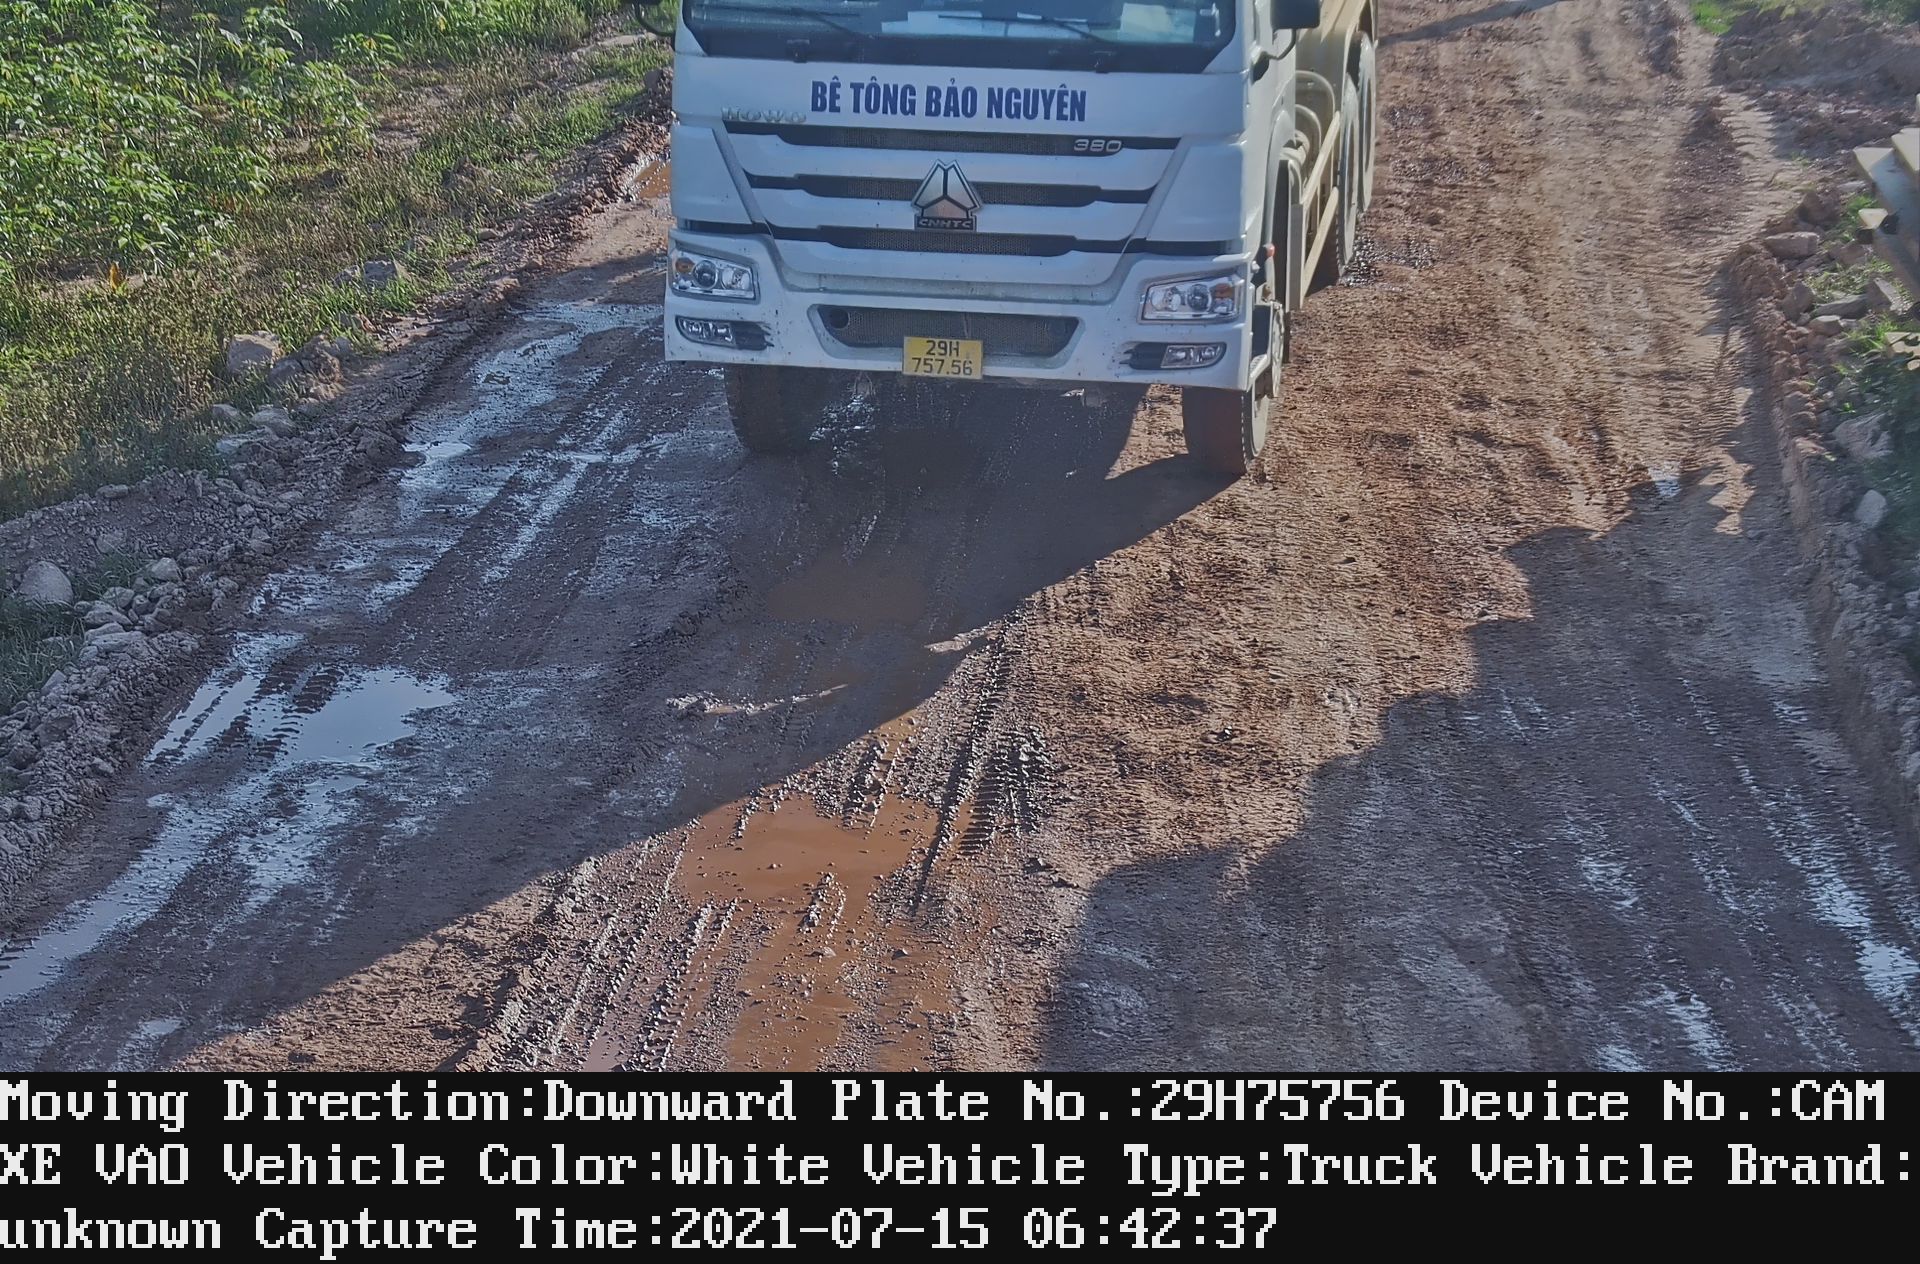 BÊ TÔNG BẢO NGUYÊN
HOWO
380
CNHTC
29H
757.56
Moving Direction:Downward Plate No.:29H75756 Device No.:CAM
XE VAO Vehicle Color:White Vehicle Type:Truck Vehicle Brand:
unknown Capture Time:2021-07-15 06:42:37